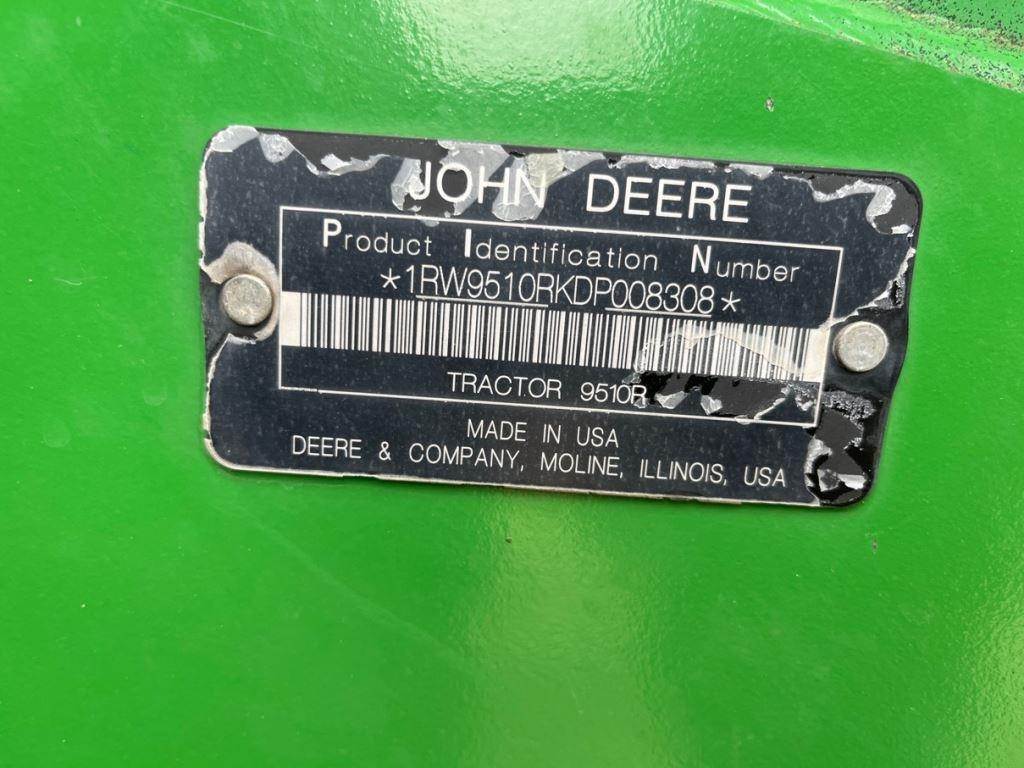 JOHN DEERE
Product Identification Number
*1RW9510RKDP008308*
TRACTOR 9510R
MADE IN USA
DEERE & COMPANY, MOLINE, ILLINOIS, USA